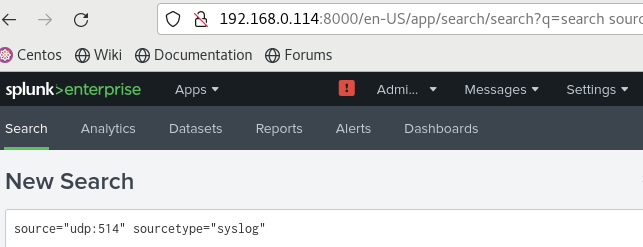 192.168.0.114:8000/en-US/app/search/search?q=search sourc
Centos Wiki Documentation Forums
splunk>enterprise Apps Admi... Messages Settings
Search Analytics Datasets Reports Alerts Dashboards
New Search
source="udp:514" sourcetype="syslog"